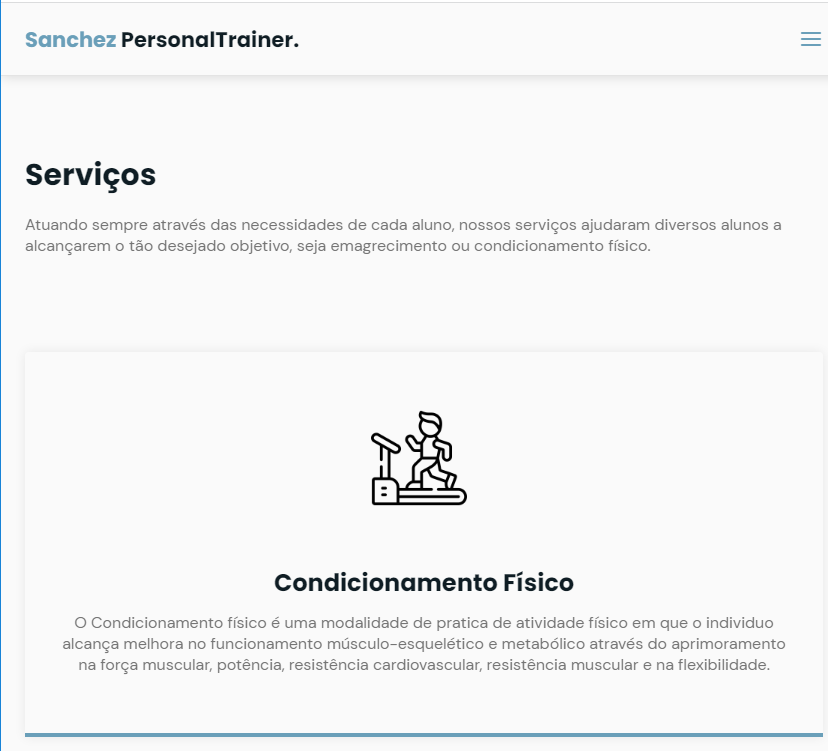 Sanchez PersonalTrainer.
Serviços
Atuando sempre através das necessidades de cada aluno, nossos serviços ajudaram diversos alunos a
alcançarem o tão desejado objetivo, seja emagrecimento ou condicionamento físico.
Condicionamento Físico
O Condicionamento físico é uma modalidade de pratica de atividade físico em que o individuo
alcança melhora no funcionamento músculo-esquelético e metabólico através do aprimoramento
na força muscular, potência, resistência cardiovascular, resistência muscular e na flexibilidade.